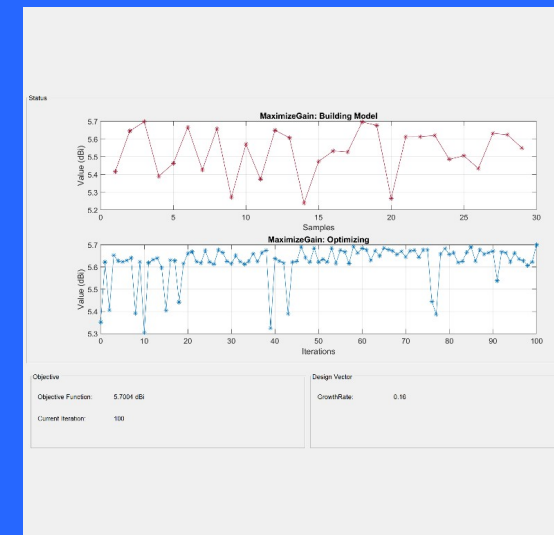 Status
MaximizeGain: Building Model
5.7
5.6
5.5
5.4
5.3
5.2
Value (dBi)
0 5 10 15 20 25 30
Samples
MaximizeGain: Optimizing
5.7
5.6
5.5
5.4
5.3
Value (dBi)
0 10 20 30 40 50 60 70 80 90 100
Iterations
Objective
Objective Function: 5.7004 dBi
Current Iteration: 100
Design Vector
GrowthRate: 0.16